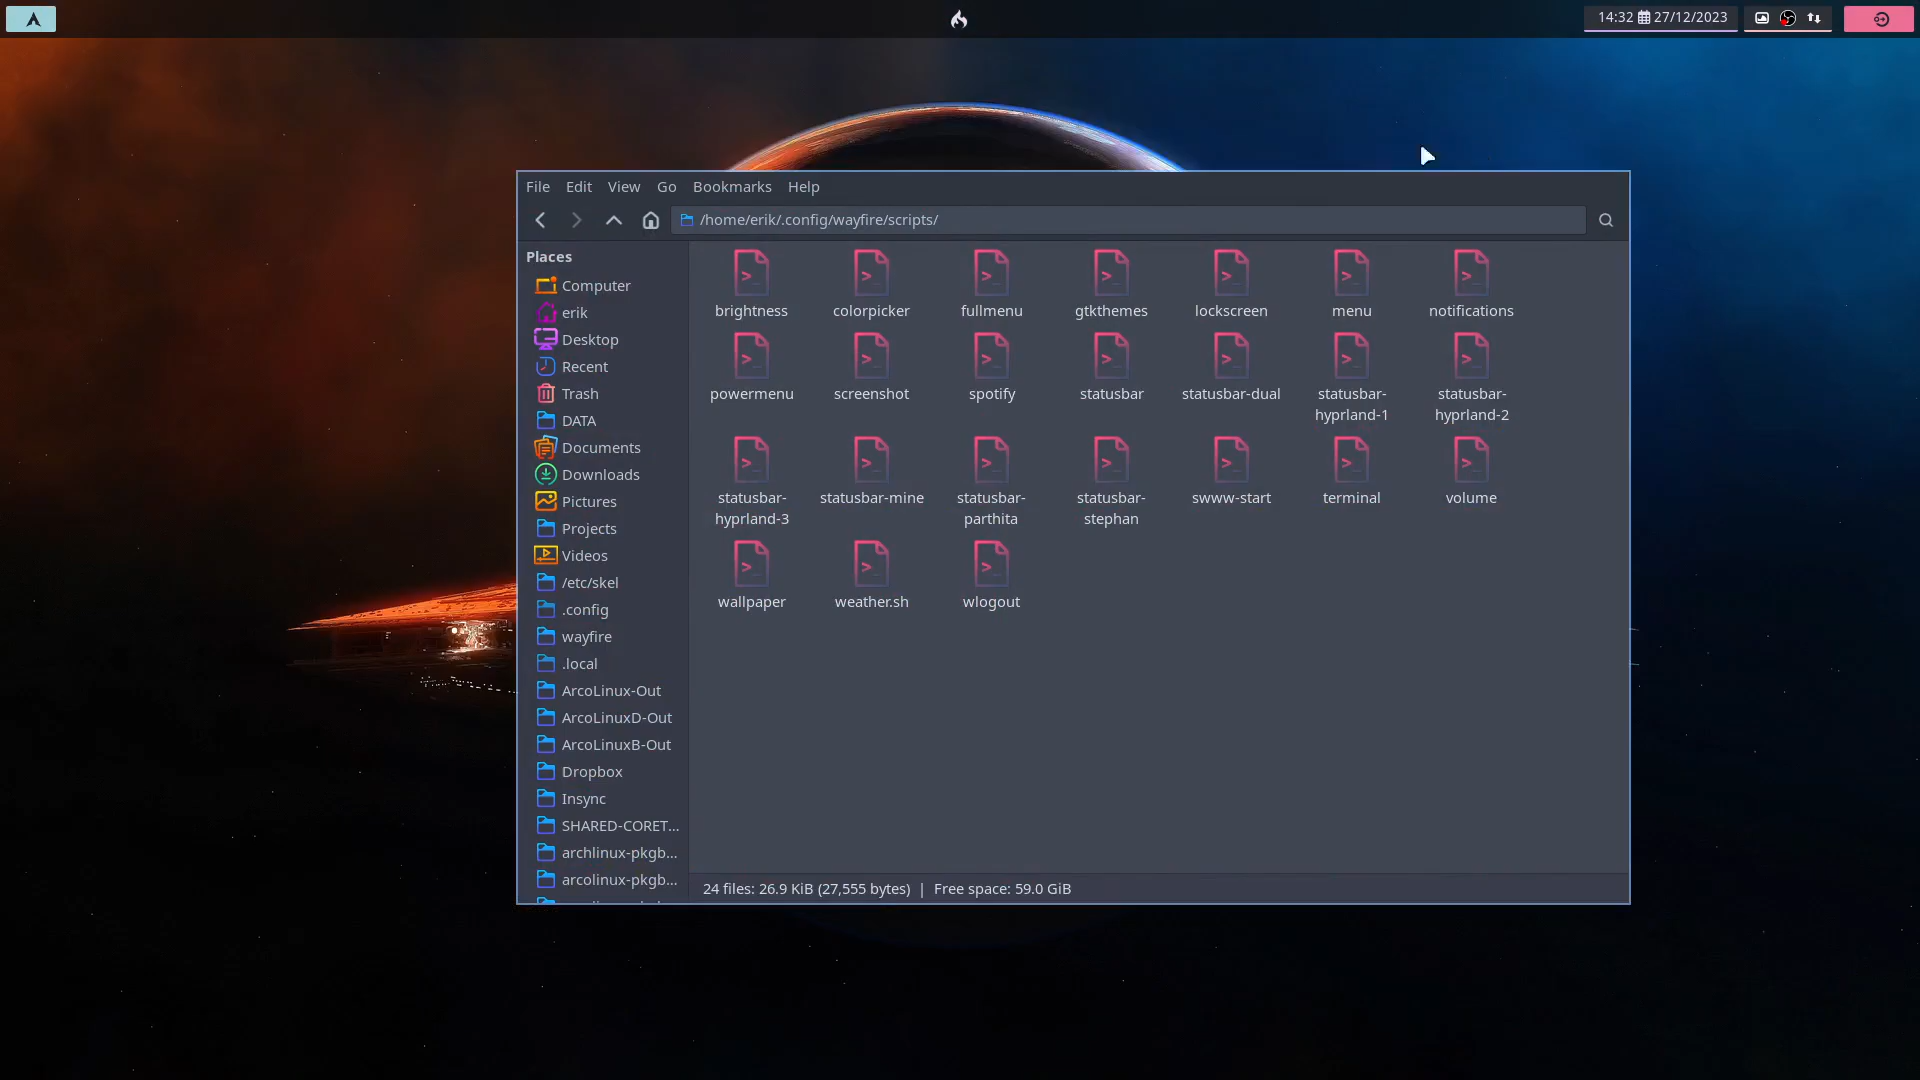 14:32 27/12/2023
File Edit View Go Bookmarks Help
/home/erik/.config/wayfire/scripts/
Places
Computer
erik
Desktop
Recent
Trash
DATA
Documents
Downloads
Pictures
Projects
Videos
/etc/skel
.config
wayfire
.local
ArcoLinux-Out
ArcoLinuxD-Out
ArcoLinuxB-Out
Dropbox
Insync
SHARED-CORET...
archlinux-pkgb...
arcolinux-pkgb...
brightness colorpicker fullmenu gtkthemes lockscreen menu notifications
powermenu screenshot spotify statusbar statusbar-dual statusbar-hyprland-1 statusbar-hyprland-2
statusbar-hyprland-3 statusbar-mine statusbar-parthita statusbar-stephan swww-start terminal volume
wallpaper weather.sh wlogout
24 files: 26.9 KiB (27,555 bytes) | Free space: 59.0 GiB